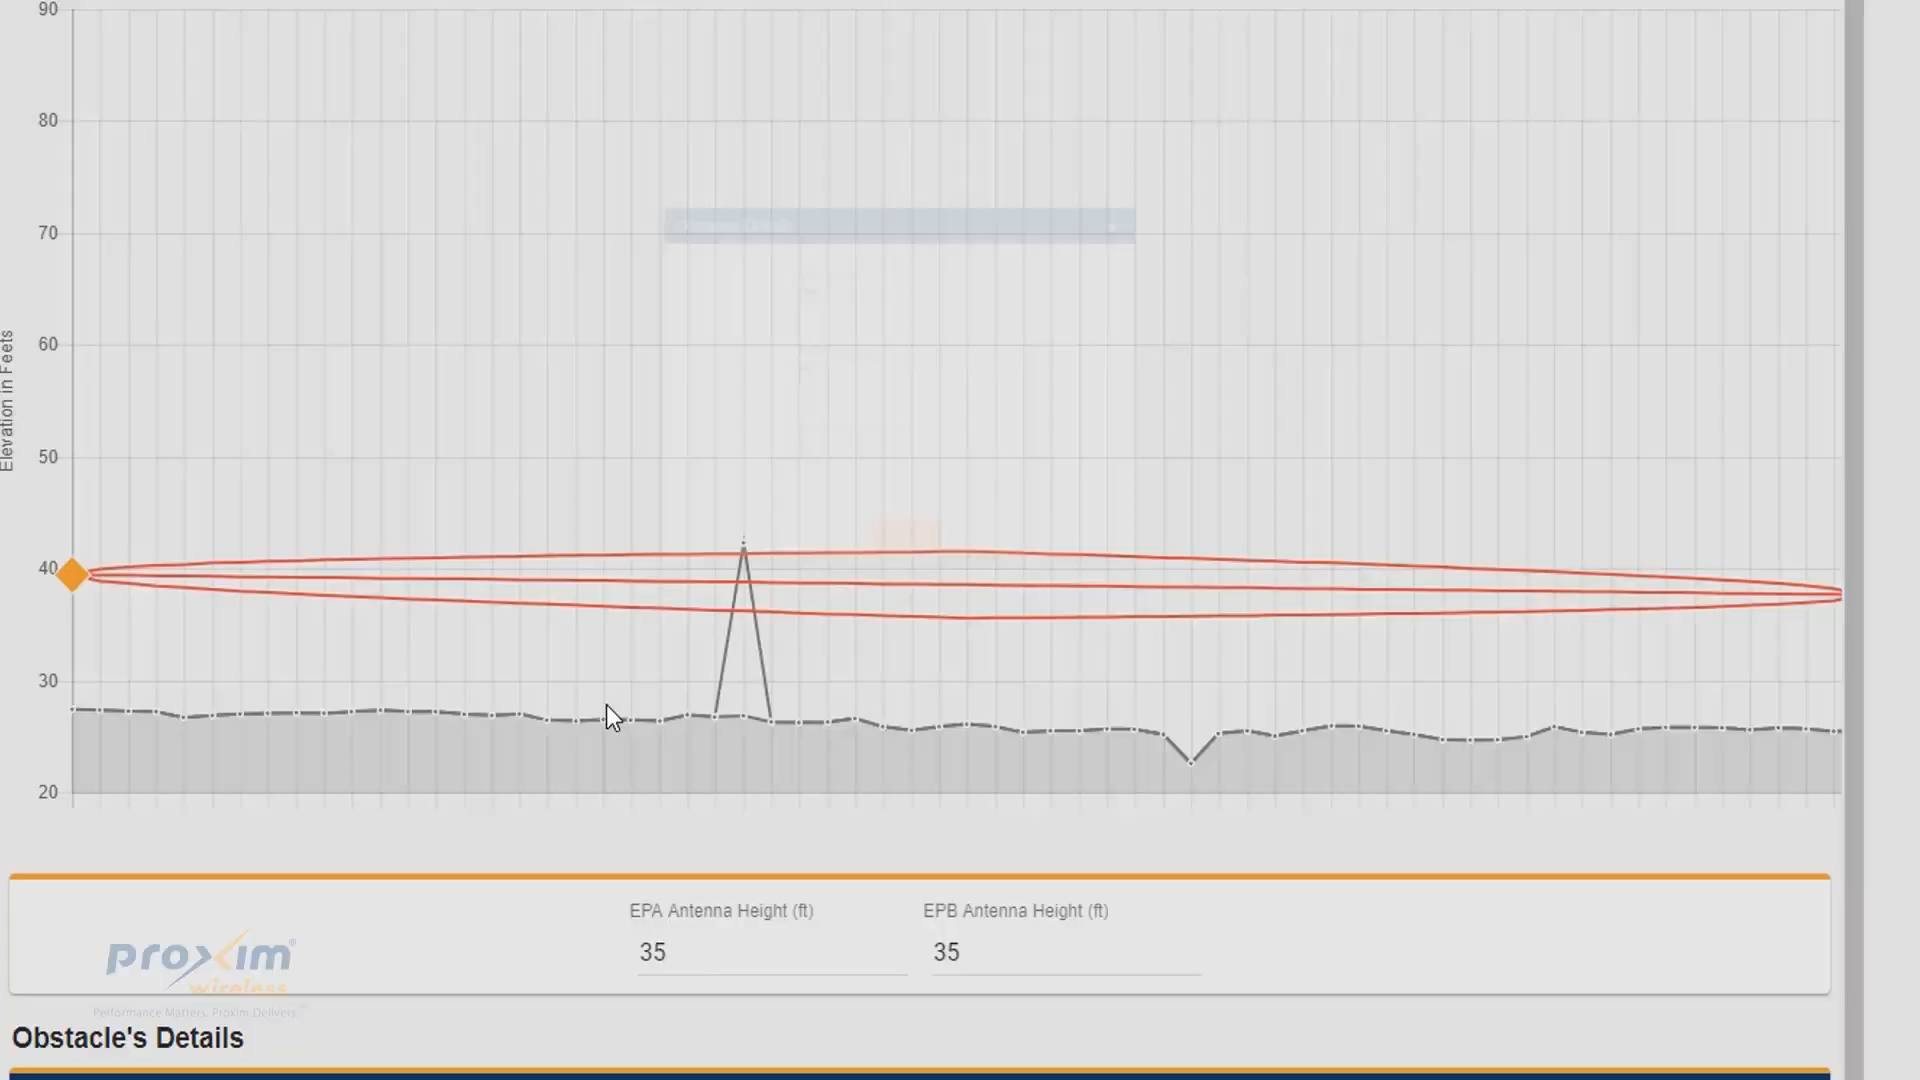 90
80
70
60
50
40
30
20
Elevation in Feets
EPA Antenna Height (ft)
EPB Antenna Height (ft)
35
35
proxim
wireless
Performance Matters. Proxim Delivers.
Obstacle's Details